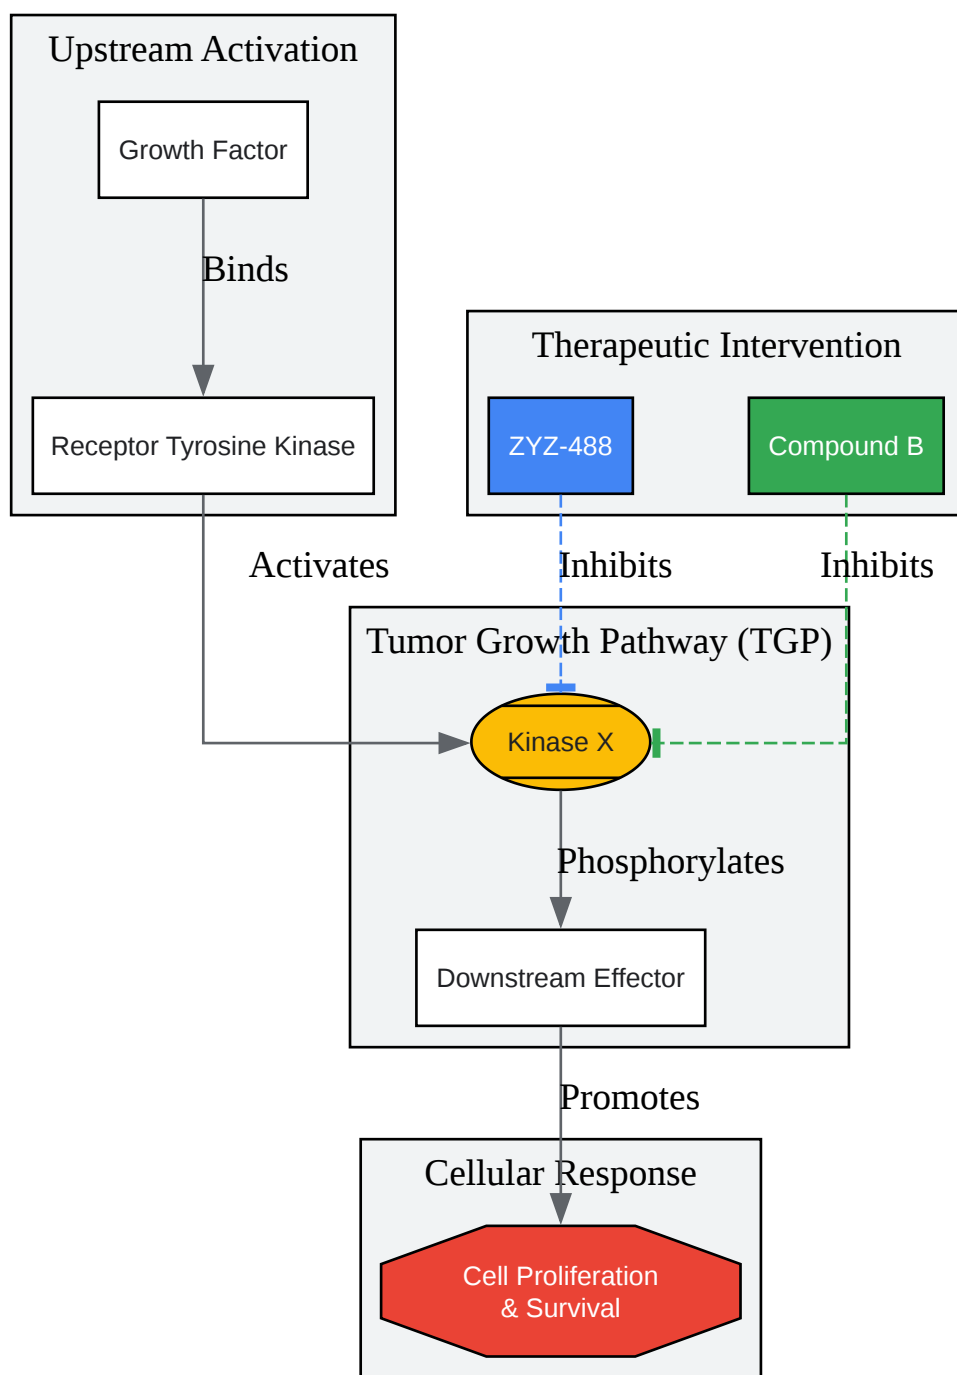 Upstream Activation
Growth Factor
Binds
Receptor Tyrosine Kinase
Therapeutic Intervention
ZYZ-488
Compound B
Activates
Inhibits
Inhibits
Tumor Growth Pathway (TGP)
Kinase X
Phosphorylates
Downstream Effector
Promotes
Cellular Response
Cell Proliferation
& Survival